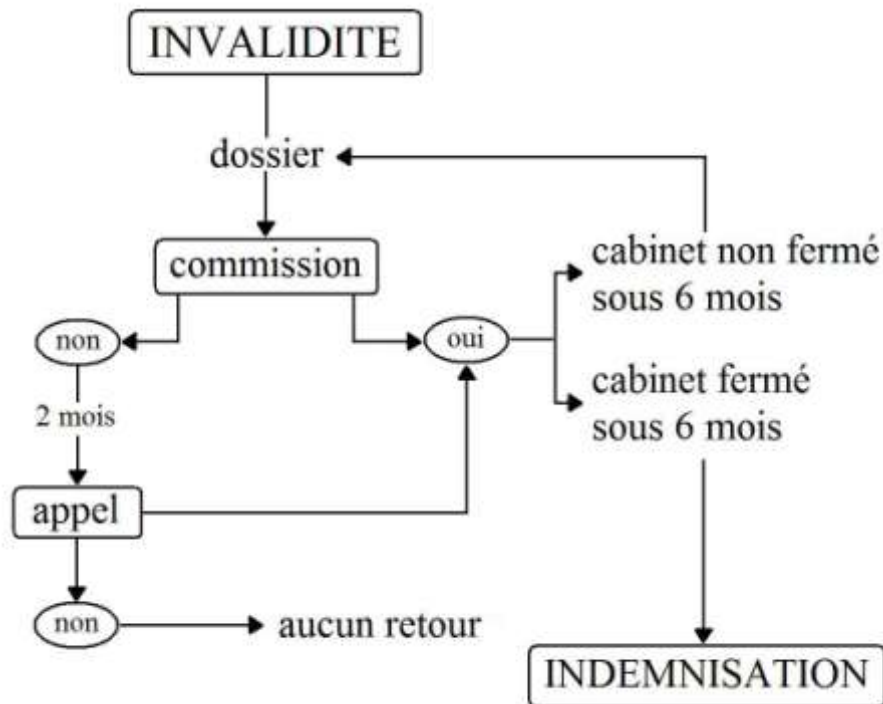 INVALIDITE
dossier
commission
cabinet non fermé
sous 6 mois
non
oui
2 mois
cabinet fermé
sous 6 mois
appel
non
aucun retour
INDEMNISATION